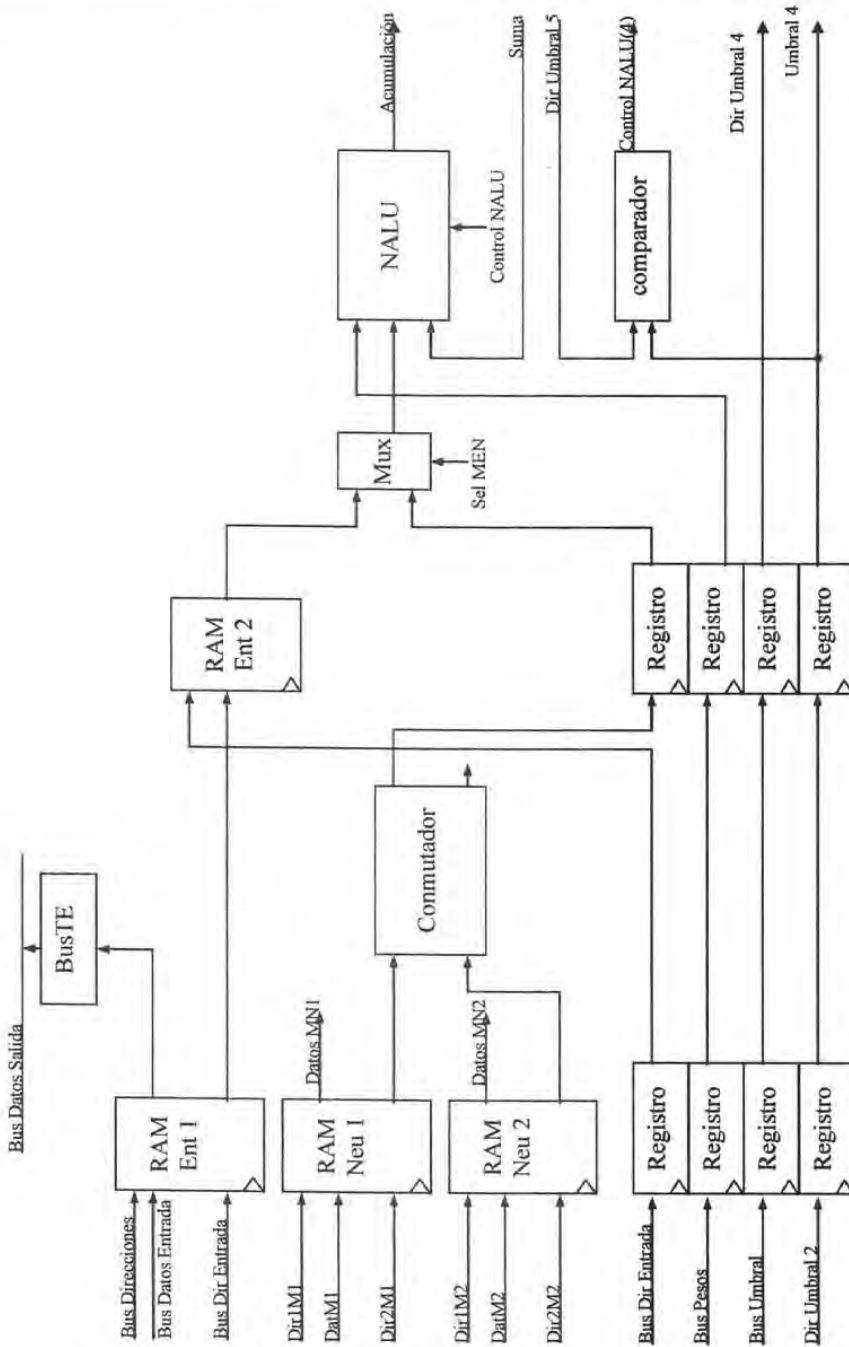 Bus Datos Salida
BusTE
Bus Direcciones
Bus Datos Entrada
Bus Dir Entrada
RAM
Ent 1
Dir1M1
DatM1
Dir2M1
RAM
Neu 1
Datos MN1
Dir1M2
DatM2
Dir2M2
RAM
Neu 2
Datos MN2
Conmutador
RAM
Ent 2
Mux
Sel MEN
NALU
Control NALU
Acumulación
Suma
Dir Umbral 5
comparador
Control NALU(4)
Dir Umbral 4
Umbral 4
Bus Dir Entrada
Registro
Registro
Bus Pesos
Registro
Registro
Bus Umbral
Registro
Registro
Dir Umbral 2
Registro
Registro